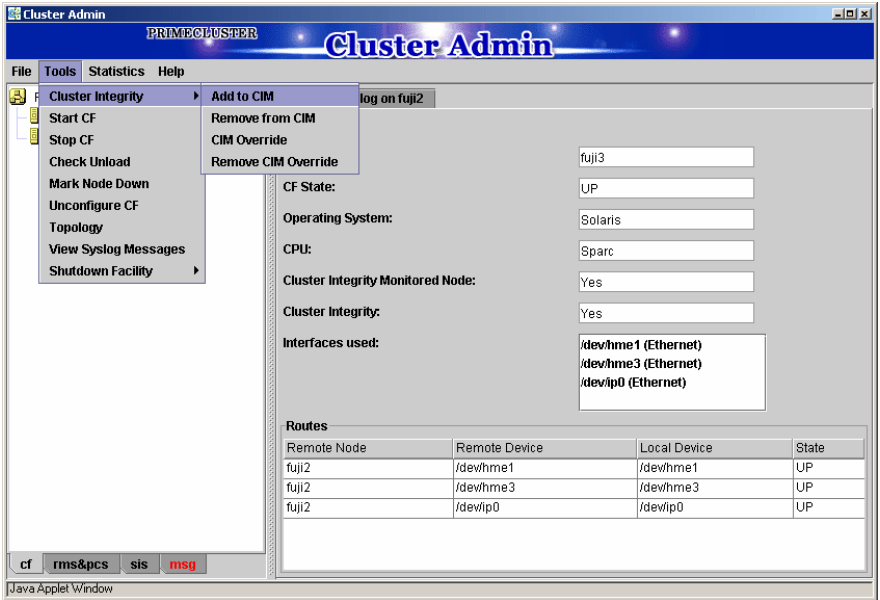 Cluster Admin
PRIMECLUSTER
Cluster Admin
File Tools Statistics Help
Cluster Integrity
Start CF
Stop CF
Check Unload
Mark Node Down
Unconfigure CF
Topology
View Syslog Messages
Shutdown Facility
Add to CIM
Remove from CIM
CIM Override
Remove CIM Override
log on fuji2
fuji3
CF State: UP
Operating System: Solaris
CPU: Sparc
Cluster Integrity Monitored Node: Yes
Cluster Integrity: Yes
Interfaces used: /dev/hme1 (Ethernet)
/dev/hme3 (Ethernet)
/dev/ip0 (Ethernet)
Routes
Remote Node Remote Device Local Device State
fuji2 /dev/hme1 /dev/hme1 UP
fuji2 /dev/hme3 /dev/hme3 UP
fuji2 /dev/ip0 /dev/ip0 UP
cf rms&pcs sis msg
Java Applet Window